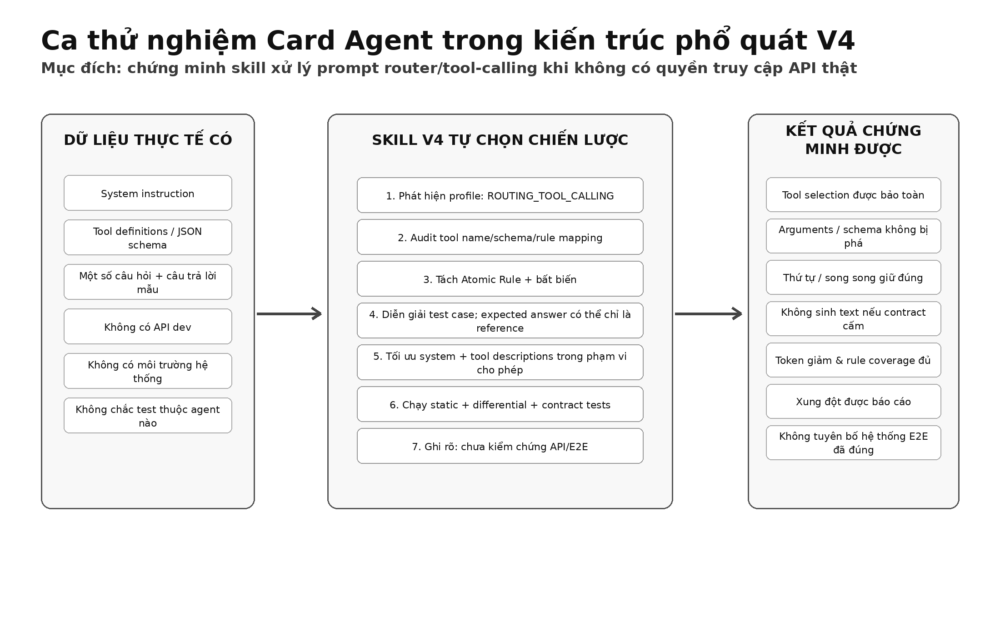 Ca thử nghiệm Card Agent trong kiến trúc phổ quát V4
Mục đích: chứng minh skill xử lý prompt router/tool-calling khi không có quyền truy cập API thật
DỮ LIỆU THỰC TẾ CÓ
System instruction
Tool definitions / JSON
schema
Một số câu hỏi + câu trả lời
mẫu
Không có API dev
Không có môi trường hệ
thống
Không chắc test thuộc agent
nào
SKILL V4 TỰ CHỌN CHIẾN LƯỢC
1. Phát hiện profile: ROUTING_TOOL_CALLING
2. Audit tool name/schema/rule mapping
3. Tách Atomic Rule + bất biến
4. Diễn giải test case; expected answer có thể chỉ là
reference
5. Tối ưu system + tool descriptions trong phạm vi
cho phép
6. Chạy static + differential + contract tests
7. Ghi rõ: chưa kiểm chứng API/E2E
KẾT QUẢ CHỨNG
MINH ĐƯỢC
Tool selection được bảo toàn
Arguments / schema không bị
phá
Thứ tự / song song giữ đúng
Không sinh text nếu contract
cấm
Token giảm & rule coverage đủ
Xung đột được báo cáo
Không tuyên bố hệ thống E2E
đã đúng